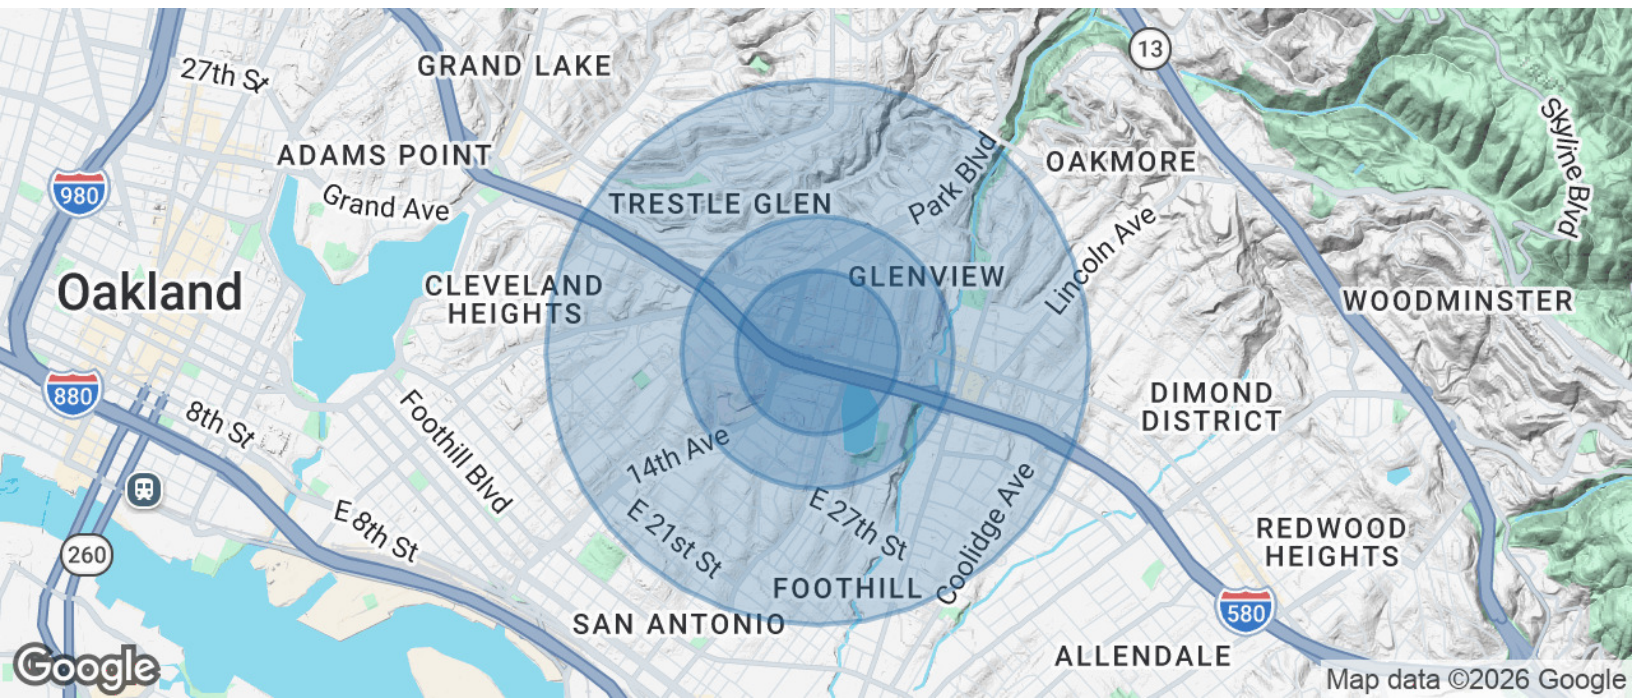 27th St
GRAND LAKE
13
Skyline Blvd
ADAMS POINT
OAKMORE
980
Grand Ave
TRESTLE GLEN
Park Blvd
Lincoln Ave
Oakland
CLEVELAND
HEIGHTS
GLENVIEW
WOODMINSTER
880
8th St
Foothill Blvd
14th Ave
DIMOND
DISTRICT
E 8th St
E 21st St
E 27th St
Coolidge Ave
REDWOOD
HEIGHTS
260
FOOTHILL
580
SAN ANTONIO
ALLENDALE
Google
Map data ©2026 Google